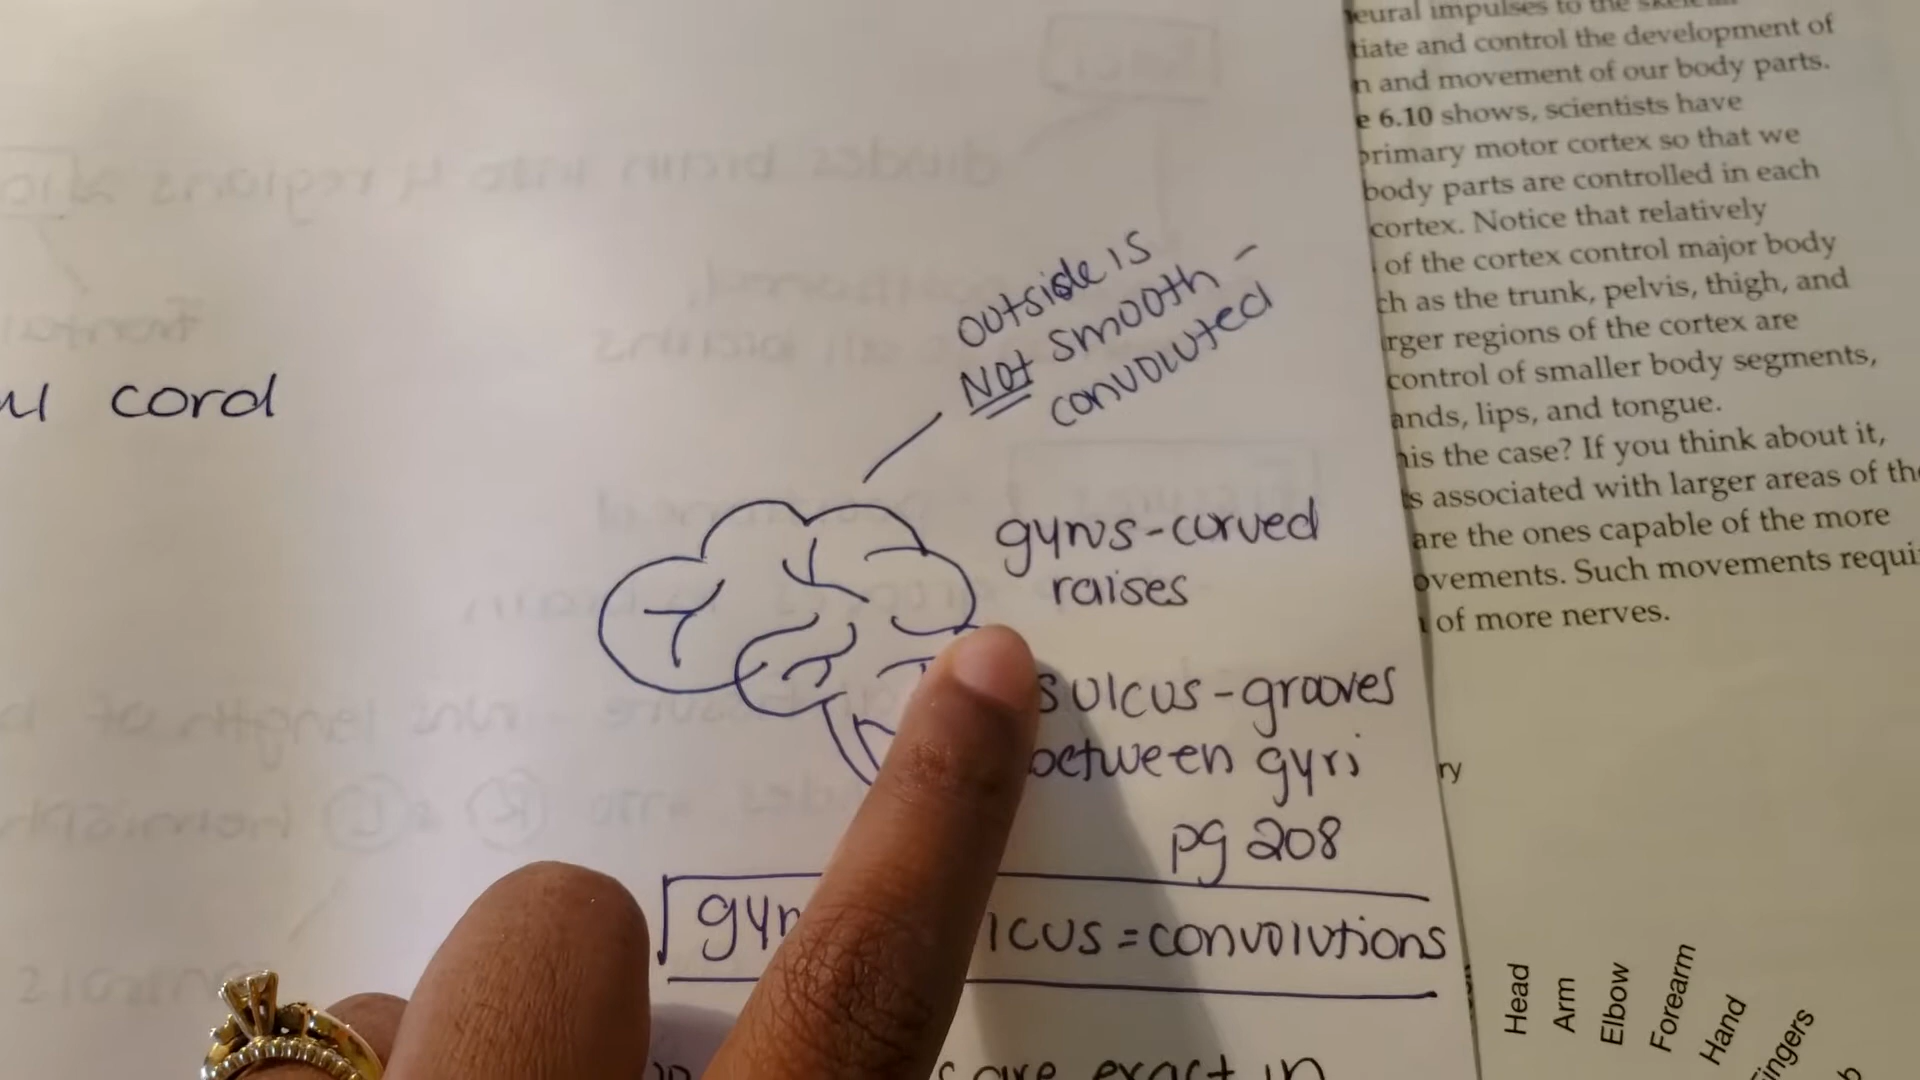 cord
outside is
NOT smooth -
convoluted
gyrus-curved
raises
sulcus-grooves
between gyri
pg 208
= convolutions
exact in
neural impulses to the
tiate and control the development of
n and movement of our body parts.
e 6.10 shows, scientists have
primary motor cortex so that we
body parts are controlled in each
cortex. Notice that relatively
of the cortex control major body
ch as the trunk, pelvis, thigh, and
rger regions of the cortex are
control of smaller body segments,
ands, lips, and tongue.
his the case? If you think about it,
ts associated with larger areas of the
are the ones capable of the more
ovements. Such movements requi
of more nerves.
ry
Head
Arm
Elbow
Forearm
Hand
ingers